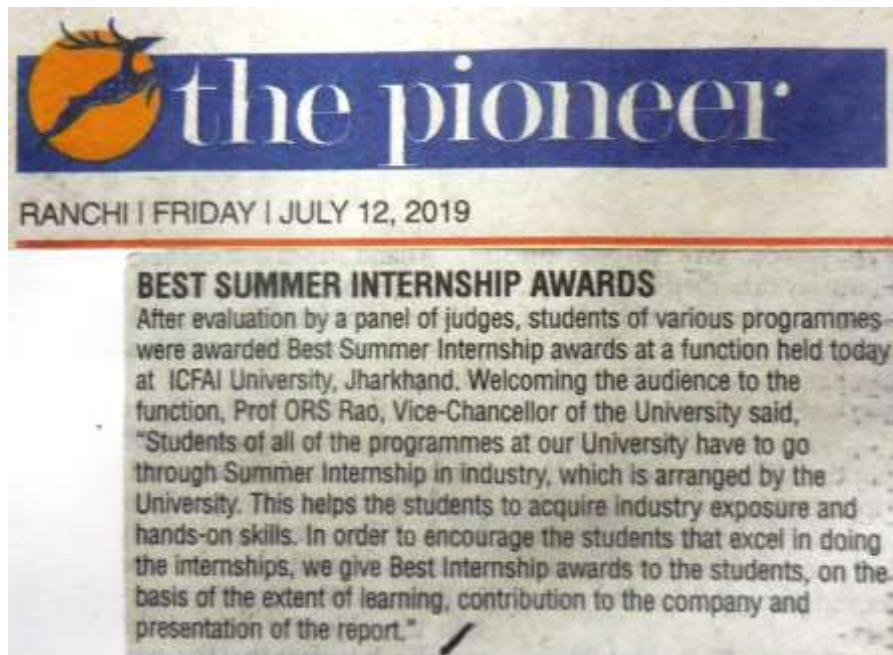 the pioneer
RANCHI | FRIDAY | JULY 12, 2019
BEST SUMMER INTERNSHIP AWARDS
After evaluation by a panel of judges, students of various programmes
were awarded Best Summer Internship awards at a function held today
at ICFAI University, Jharkhand. Welcoming the audience to the
function, Prof ORS Rao, Vice-Chancellor of the University said,
"Students of all of the programmes at our University have to go
through Summer Internship in industry, which is arranged by the
University. This helps the students to acquire industry exposure and
hands-on skills. In order to encourage the students that excel in doing
the internships, we give Best Internship awards to the students, on the
basis of the extent of learning, contribution to the company and
presentation of the report."